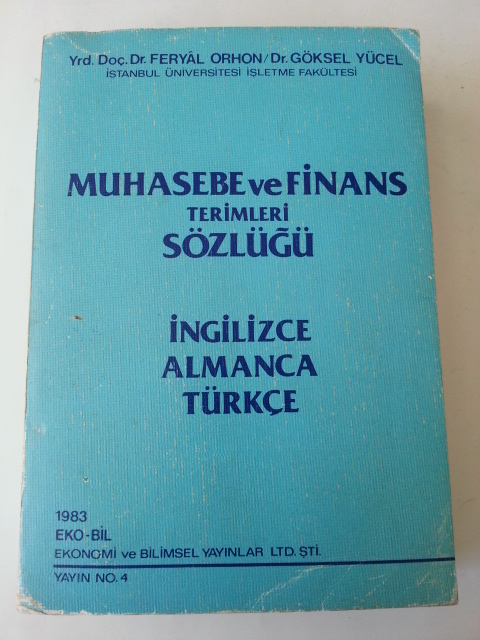 Yrd. Doç. Dr. FERYÂL ORHON / Dr. GÖKSEL YÜCEL
İSTANBUL ÜNİVERSİTESİ İŞLETME FAKÜLTESİ
MUHASEBE ve FİNANS
TERİMLERİ
SÖZLÜĞÜ
İNGİLİZCE
ALMANCA
TÜRKÇE
1983
EKO-BİL
EKONOMİ ve BİLİMSEL YAYINLAR LTD. ŞTİ.
YAYIN NO. 4